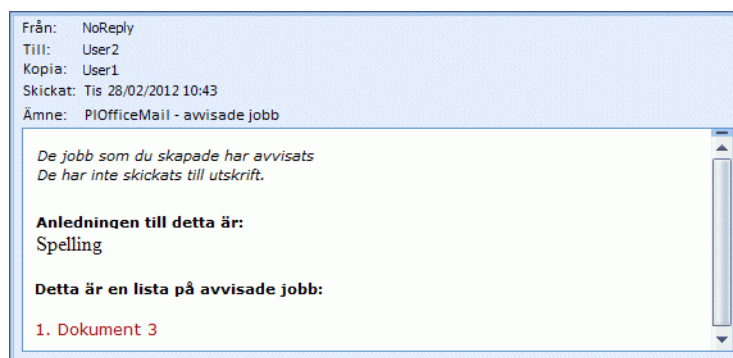 Från: NoReply
Till: User2
Kopia: User1
Skickat: Tis 28/02/2012 10:43
Ämne: PIOfficeMail - avvisade jobb
De jobb som du skapade har avvisats
De har inte skickats till utskrift.
Anledningen till detta är:
Spelling
Detta är en lista på avvisade jobb:
1. Dokument 3